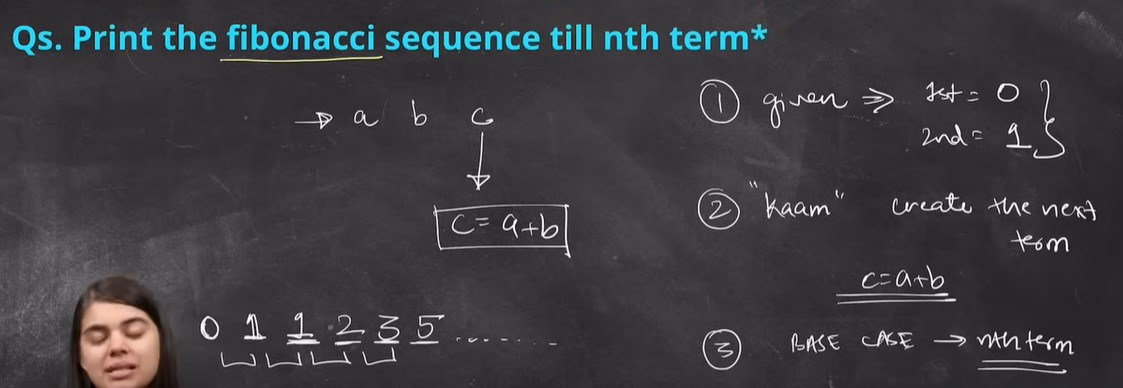 Qs. Print the fibonacci sequence till nth term*
→ a b c
c = a+b
0 1 1 2 3 5 .......
① given ⇒ 1st = 0
2nd = 1
② "Kaam" create the next
term
c=a+b
③ BASE CASE → nth term